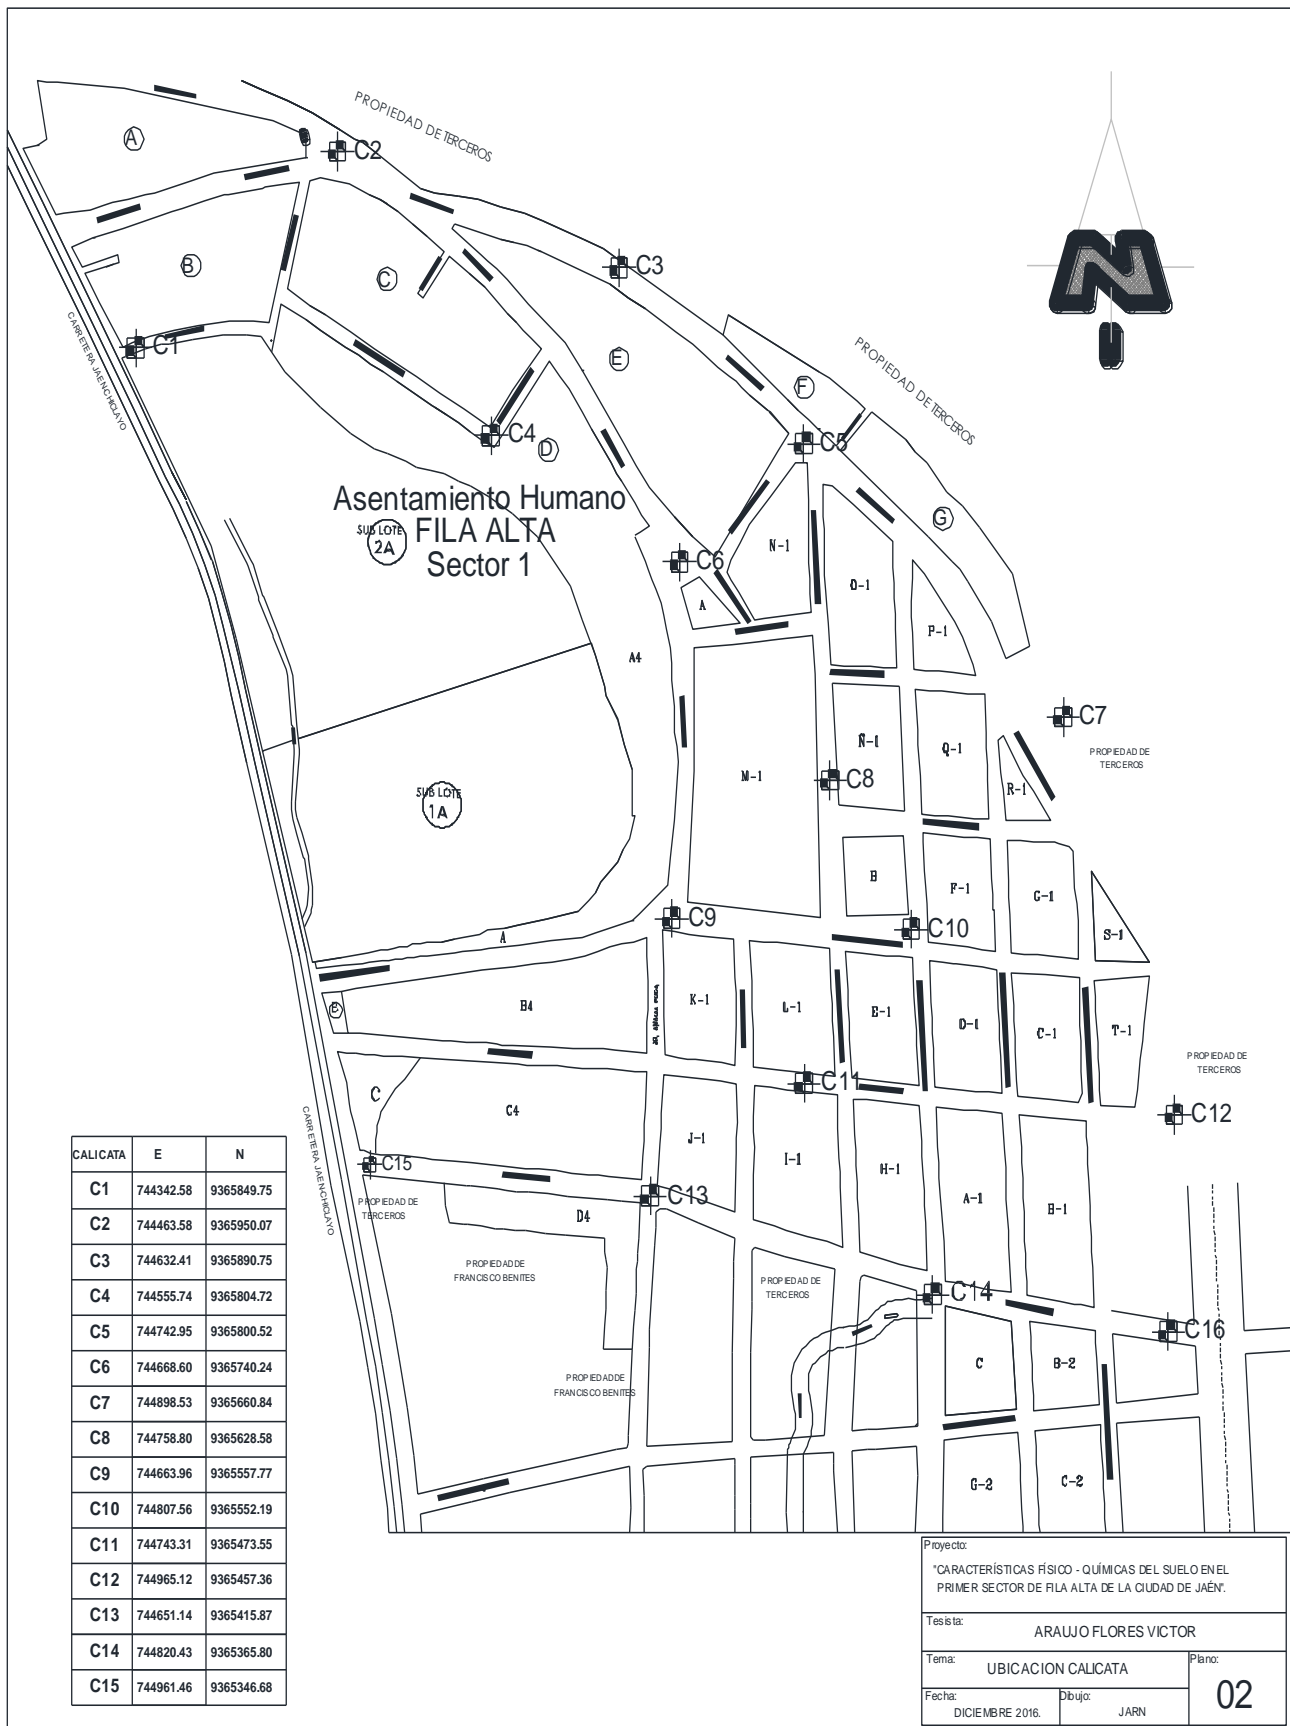 PROPIEDAD DE TERCEROS
A
C2
C3
B
C
CARRETERA JAEN-CHICLAYO
C1
E
F
PROPIEDAD DE TERCEROS
C4
D
C5
Asentamiento Humano
FILA ALTA
Sector 1
SUB LOTE
2A
G
N
N-1
C6
A
O-1
P-1
A4
C7
PROPIEDAD DE
TERCEROS
Ñ-1
Q-1
M-1
C8
R-1
SUB LOTE
1A
B
F-1
G-1
C9
C10
S-1
A
B
B4
K-1
L-1
E-1
D-1
C-1
T-1
PROPIEDAD DE
TERCEROS
C11
C
C4
C12
CARRETERA JAEN-CHICLAYO
J-1
I-1
H-1
A-1
B-1
C15
C13
PROPIEDAD DE
TERCEROS
D4
PROPIEDAD DE
FRANCISCO BENITES
PROPIEDAD DE
TERCEROS
C14
C16
C
B-2
PROPIEDAD DE
FRANCISCO BENITES
G-2
C-2
CALICATA E N
C1 744342.58 9365849.75
C2 744463.58 9365950.07
C3 744632.41 9365890.75
C4 744555.74 9365804.72
C5 744742.95 9365800.52
C6 744668.60 9365740.24
C7 744898.53 9365660.84
C8 744758.80 9365628.58
C9 744663.96 9365557.77
C10 744807.56 9365552.19
C11 744743.31 9365473.55
C12 744965.12 9365457.36
C13 744651.14 9365415.87
C14 744820.43 9365365.80
C15 744961.46 9365346.68
Proyecto:
"CARACTERÍSTICAS FÍSICO - QUÍMICAS DEL SUELO EN EL
PRIMER SECTOR DE FILA ALTA DE LA CIUDAD DE JAÉN".
Tesista:
ARAUJO FLORES VICTOR
Tema:
UBICACION CALICATA
Plano:
02
Fecha:
DICIEMBRE 2016.
Dibujo:
JARN